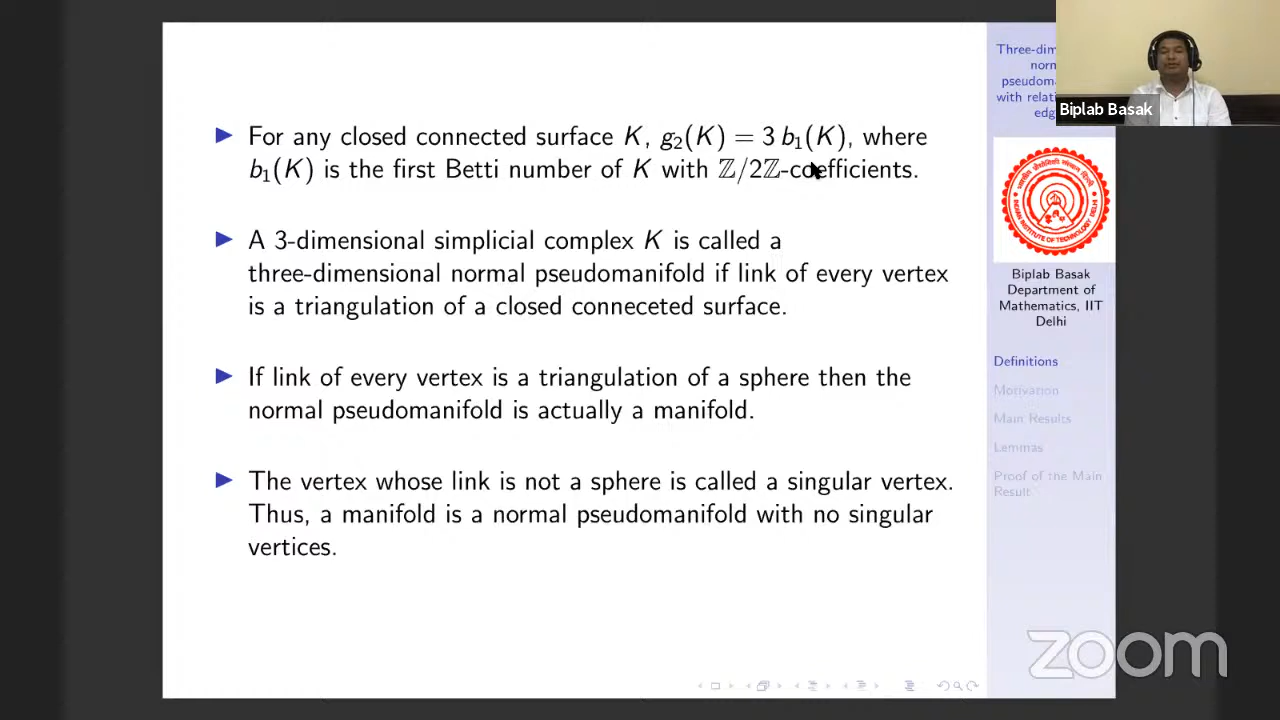 ▶ For any closed connected surface K, g₂(K) = 3 b₁(K), where
b₁(K) is the first Betti number of K with ℤ/2ℤ-coefficients.
▶ A 3-dimensional simplicial complex K is called a
three-dimensional normal pseudomanifold if link of every vertex
is a triangulation of a closed conneceted surface.
▶ If link of every vertex is a triangulation of a sphere then the
normal pseudomanifold is actually a manifold.
▶ The vertex whose link is not a sphere is called a singular vertex.
Thus, a manifold is a normal pseudomanifold with no singular
vertices.
Three-dim
norm
pseudoma
with relati
edg
Biplab Basak
Biplab Basak
Department of
Mathematics, IIT
Delhi
Definitions
Motivation
Main Results
Lemmas
Proof of the Main
Result
zoom